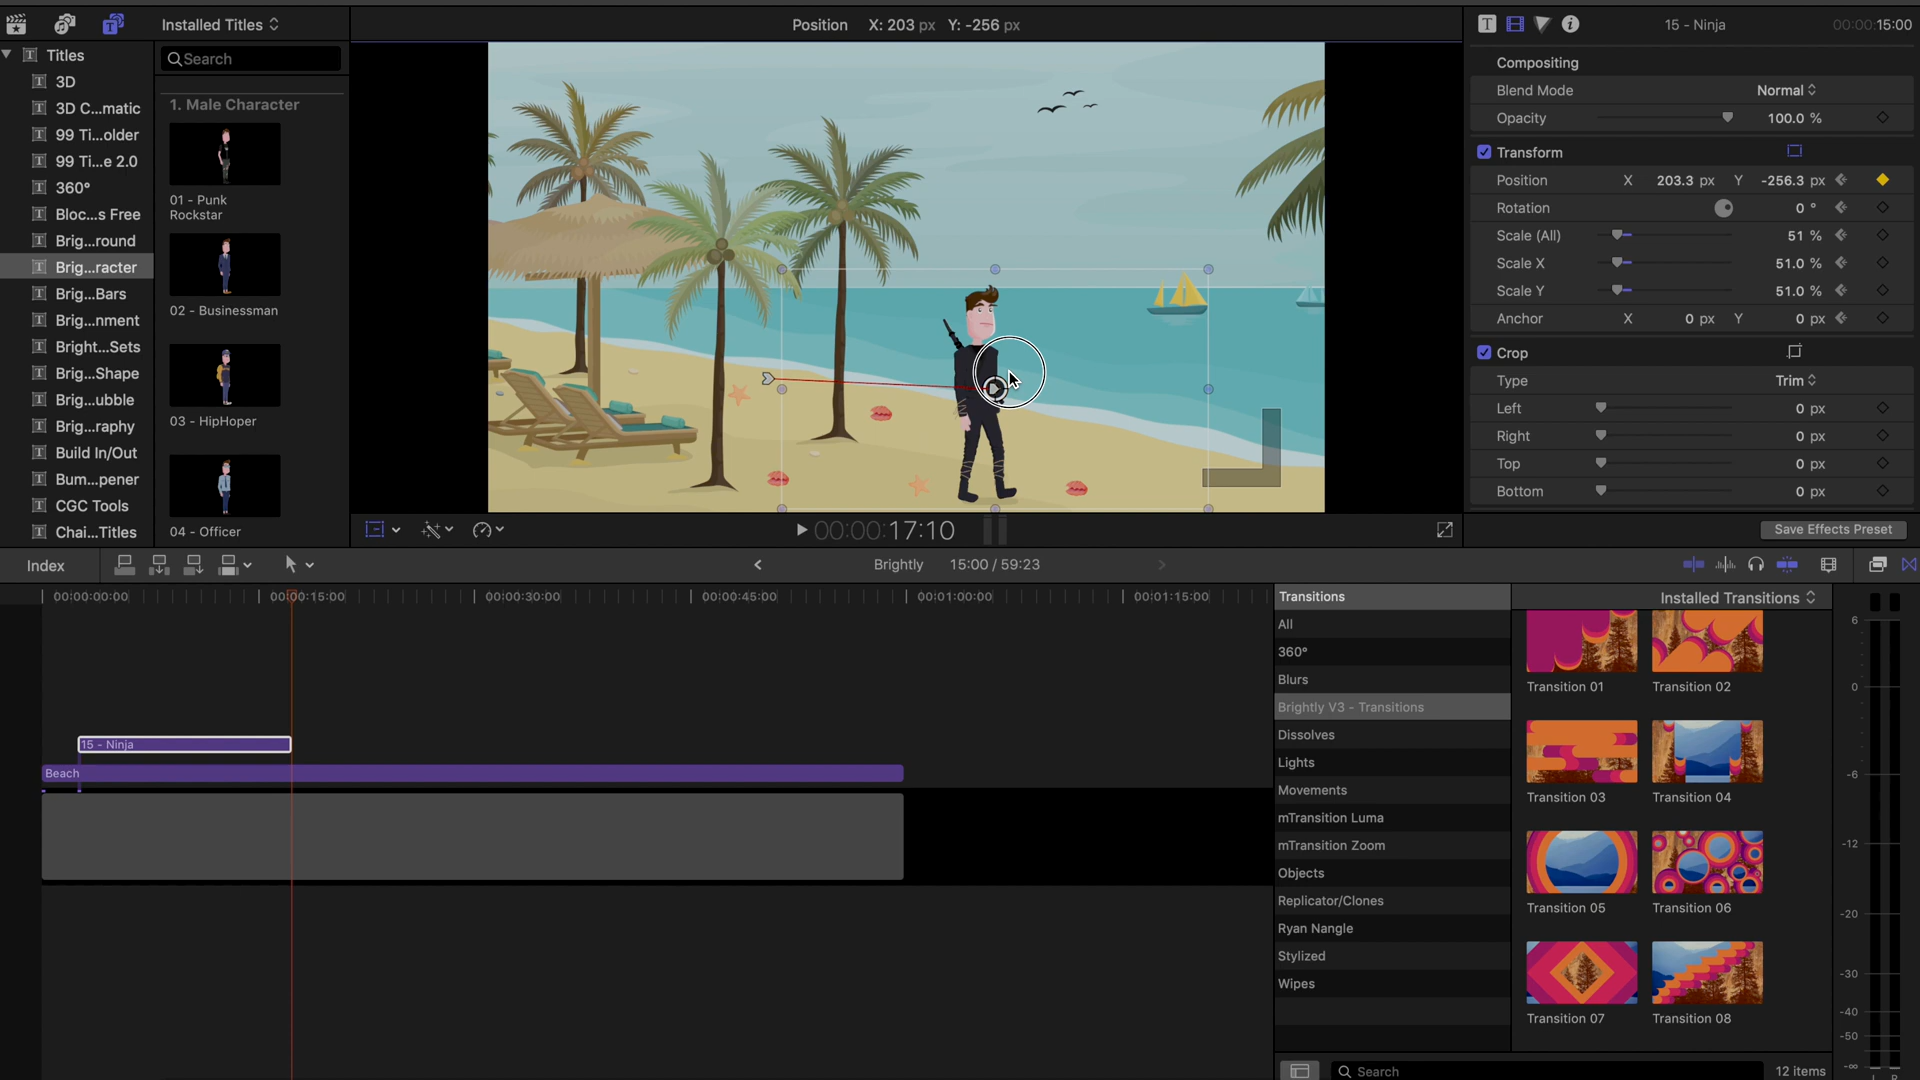 Installed Titles
Position X: 203 px Y: -256 px
15 - Ninja
00:00:00:15:00
Titles
3D
3D C...matic
99 Ti...older
99 Ti...e 2.0
360°
Bloc...s Free
Brig...round
Brig...racter
Brig...Bars
Brig...nment
Bright...Sets
Brig...Shape
Brig...ubble
Brig...raphy
Build In/Out
Bum...pener
CGC Tools
Chai...Titles
Search
1. Male Character
01 - Punk
Rockstar
02 - Businessman
03 - HipHoper
04 - Officer
Compositing
Blend Mode Normal
Opacity 100.0 %
Transform
Position X 203.3 px Y -256.3 px
Rotation 0 °
Scale (All) 51 %
Scale X 51.0 %
Scale Y 51.0 %
Anchor X 0 px Y 0 px
Crop
Type Trim
Left 0 px
Right 0 px
Top 0 px
Bottom 0 px
Save Effects Preset
00:00:00:17:10
Index
Brightly 15:00 / 59:23
00:00:00:00
00:00:15:00
00:00:30:00
00:00:45:00
00:01:00:00
00:01:15:00
15 - Ninja
Beach
Transitions
All
360°
Blurs
Brightly V3 - Transitions
Dissolves
Lights
Movements
mTransition Luma
mTransition Zoom
Objects
Replicator/Clones
Ryan Nangle
Stylized
Wipes
Installed Transitions
Transition 01
Transition 02
Transition 03
Transition 04
Transition 05
Transition 06
Transition 07
Transition 08
Search
12 items
6
0
-6
-12
-20
-30
-40
-50
-∞